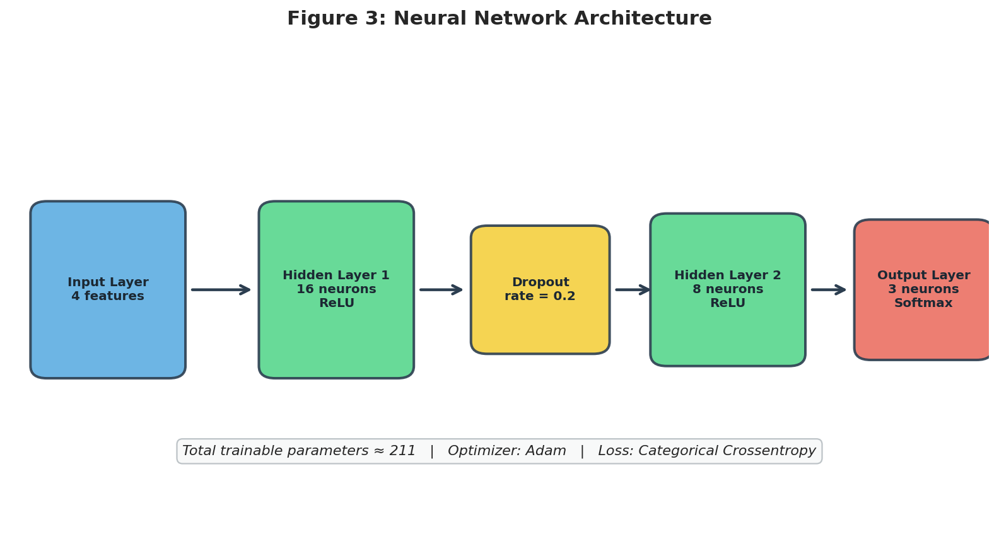 Figure 3: Neural Network Architecture
Input Layer
4 features
Hidden Layer 1
16 neurons
ReLU
Dropout
rate = 0.2
Hidden Layer 2
8 neurons
ReLU
Output Layer
3 neurons
Softmax
Total trainable parameters ≈ 211 | Optimizer: Adam | Loss: Categorical Crossentropy